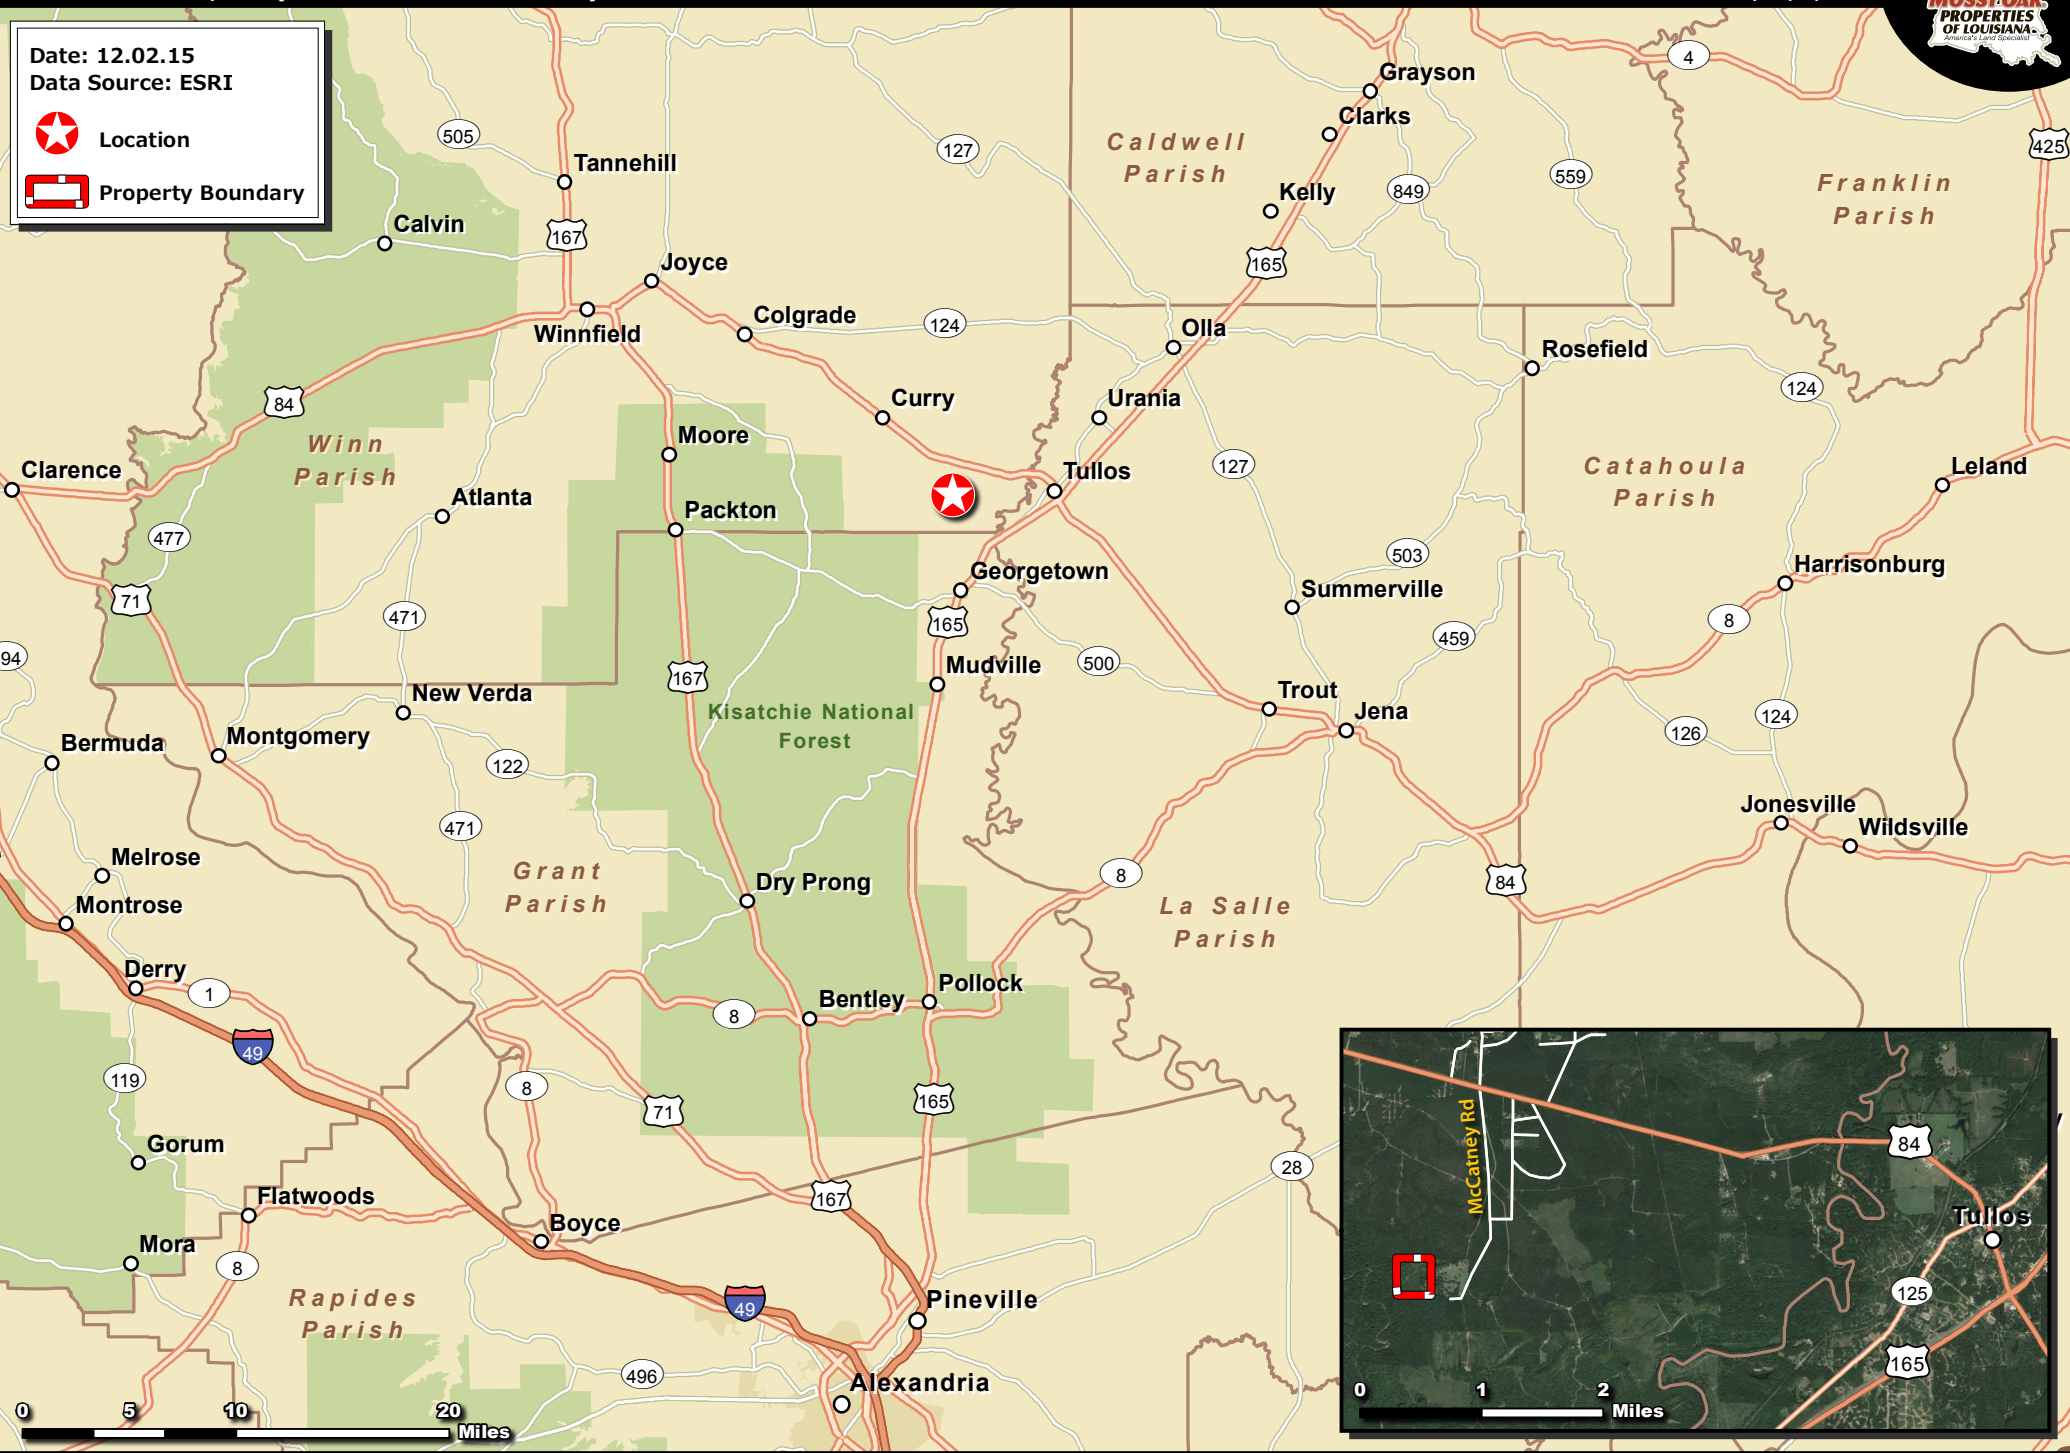 Date: 12.02.15
Data Source: ESRI
Location
Property Boundary
MOSSY OAK
PROPERTIES
OF LOUISIANA
America's Land Specialist
Grayson
4
Clarks
505
127
Caldwell
Parish
425
Tannehill
Kelly
849
559
Franklin
Parish
Calvin
167
165
Joyce
Colgrade
124
Winnfield
Olla
Rosefield
84
Curry
Urania
124
Winn
Parish
Moore
Clarence
Tullos
127
Catahoula
Parish
Leland
Atlanta
Packton
477
503
Harrisonburg
Georgetown
71
Summerville
471
165
8
94
459
500
Mudville
167
New Verda
Trout
Kisatchie National
Forest
Jena
124
126
Bermuda
Montgomery
122
Jonesville
471
Wildsville
Melrose
Grant
Parish
8
Dry Prong
84
Montrose
La Salle
Parish
Derry
1
Pollock
Bentley
8
49
119
8
71
165
Gorum
28
Flatwoods
167
Boyce
Mora
8
Rapides
Parish
49
Pineville
496
Alexandria
0 5 10 20
Miles
McCatney Rd
84
Tullos
125
165
0 1 2
Miles